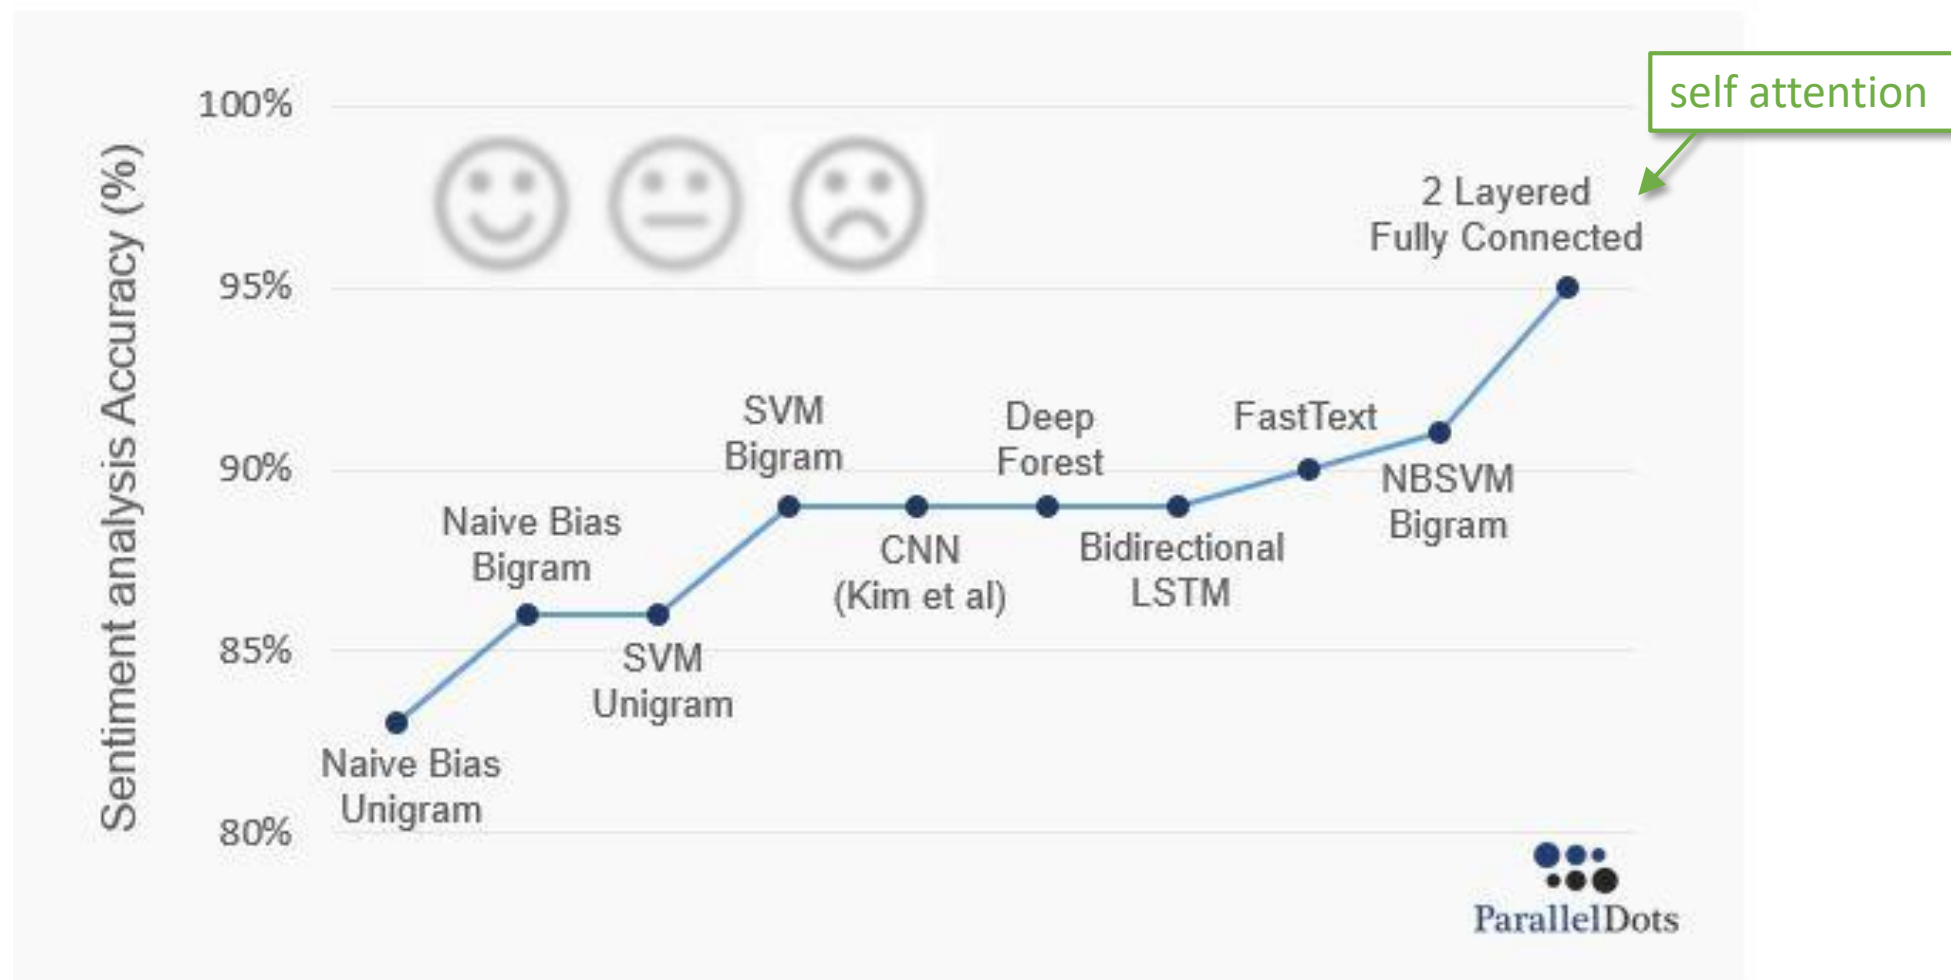 self attention
100%
2 Layered
Fully Connected
95%
SVM
Bigram
Deep
Forest
FastText
90%
NBSVM
Bigram
Naive Bias
Bigram
CNN
(Kim et al)
Bidirectional
LSTM
85%
SVM
Unigram
Naive Bias
Unigram
80%
Sentiment analysis Accuracy (%)
ParallelDots